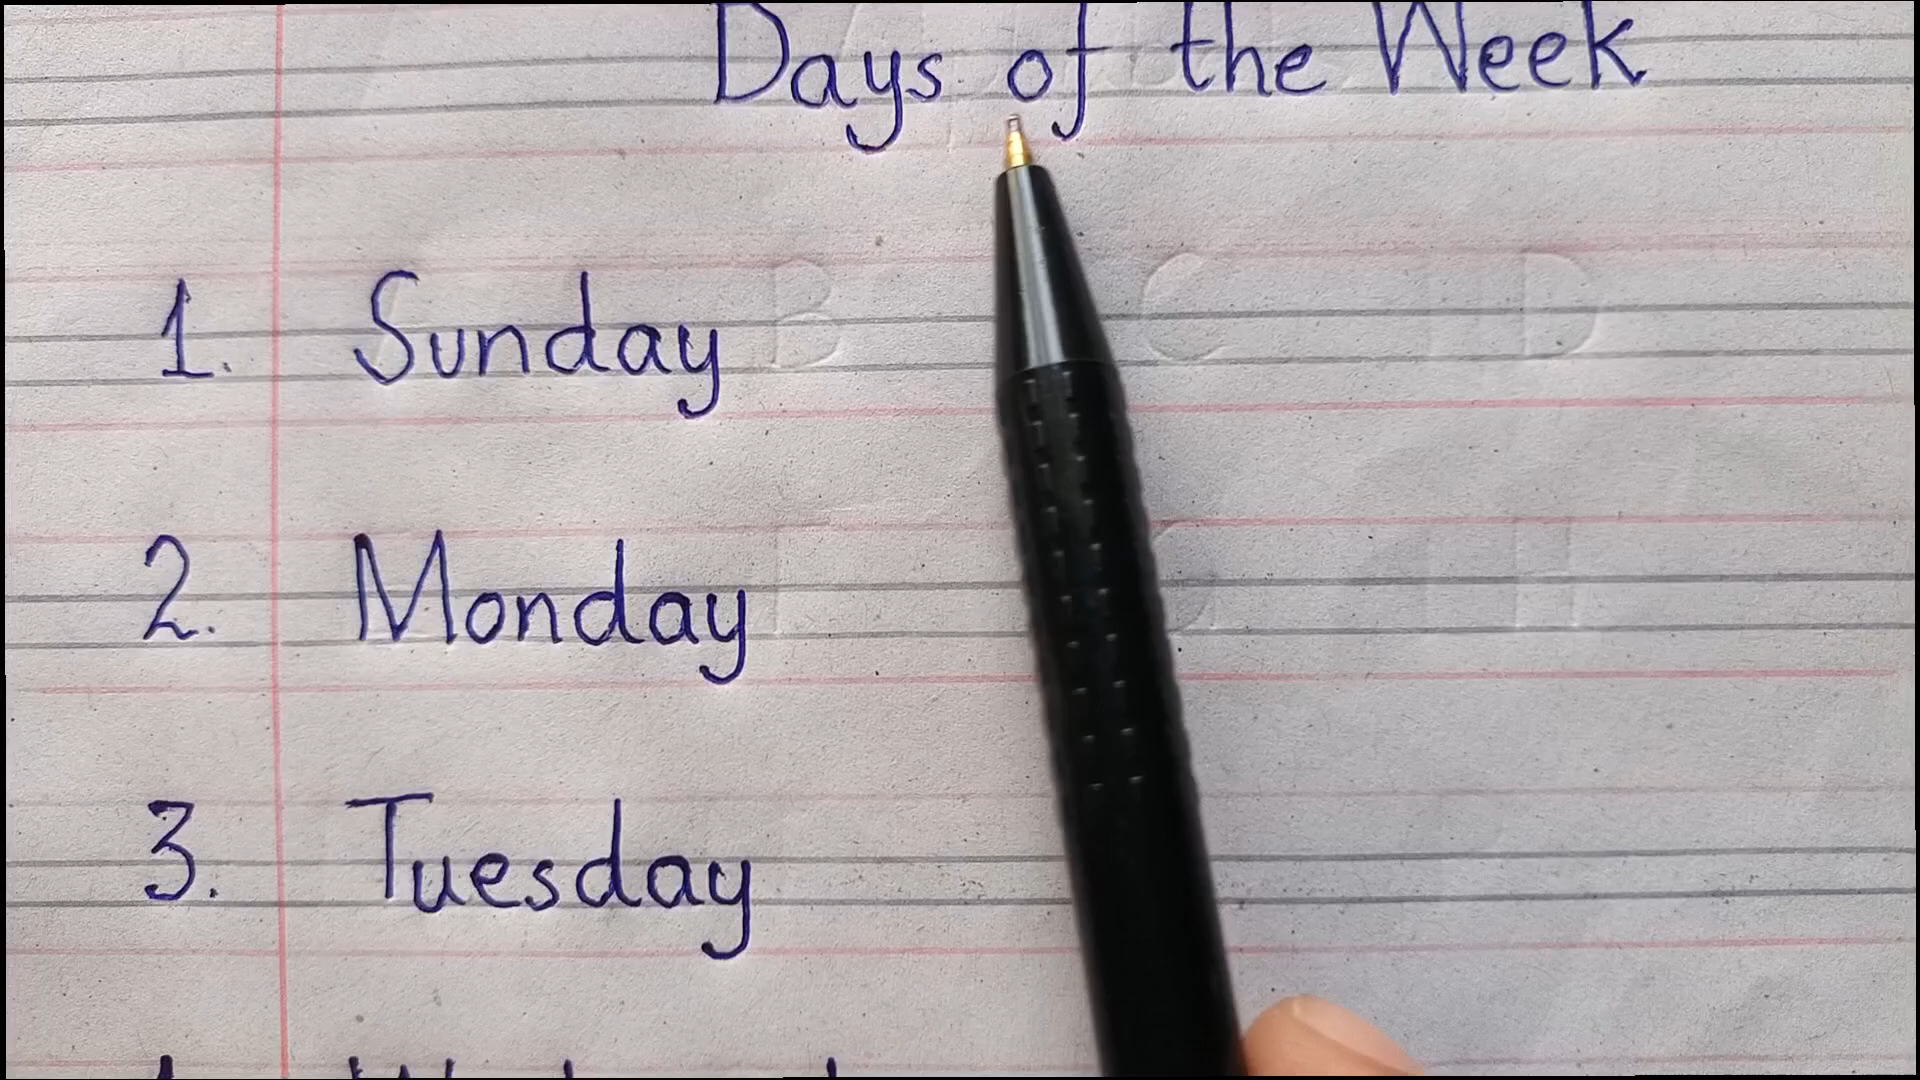 Days of the Week
1. Sunday
2. Monday
3. Tuesday